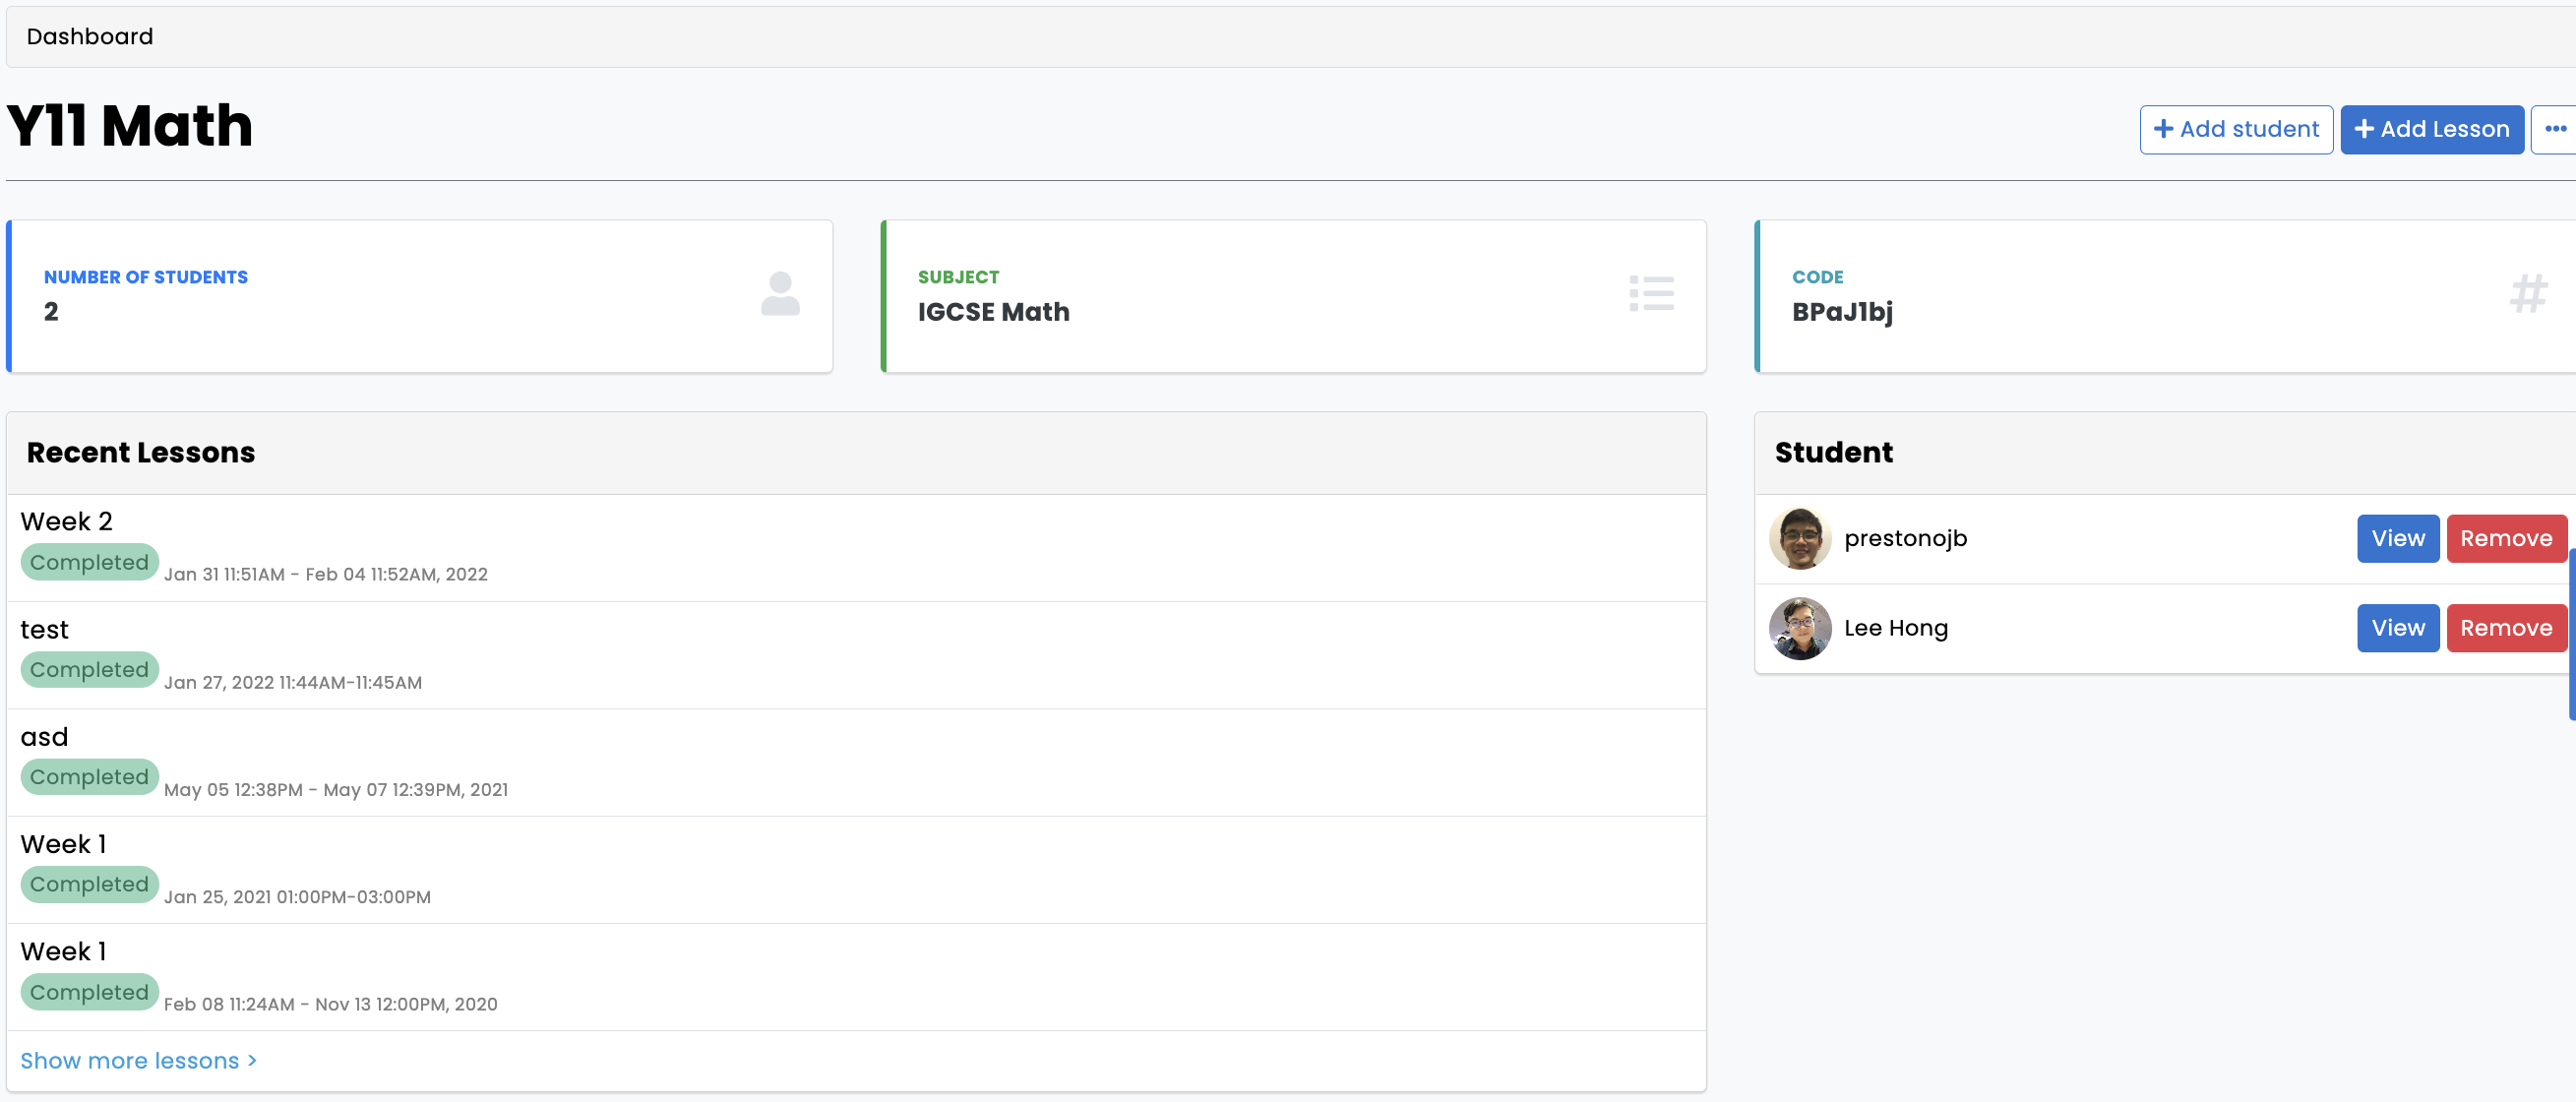 Dashboard
Y11 Math
Add student
Add Lesson
NUMBER OF STUDENTS
2
SUBJECT
IGCSE Math
CODE
BPaJ1bj
Recent Lessons
Week 2
Completed Jan 31 11:51AM - Feb 04 11:52AM, 2022
test
Completed Jan 27, 2022 11:44AM-11:45AM
asd
Completed May 05 12:38PM - May 07 12:39PM, 2021
Week 1
Completed Jan 25, 2021 01:00PM-03:00PM
Week 1
Completed Feb 08 11:24AM - Nov 13 12:00PM, 2020
Show more lessons >
Student
prestonojb View Remove
Lee Hong View Remove